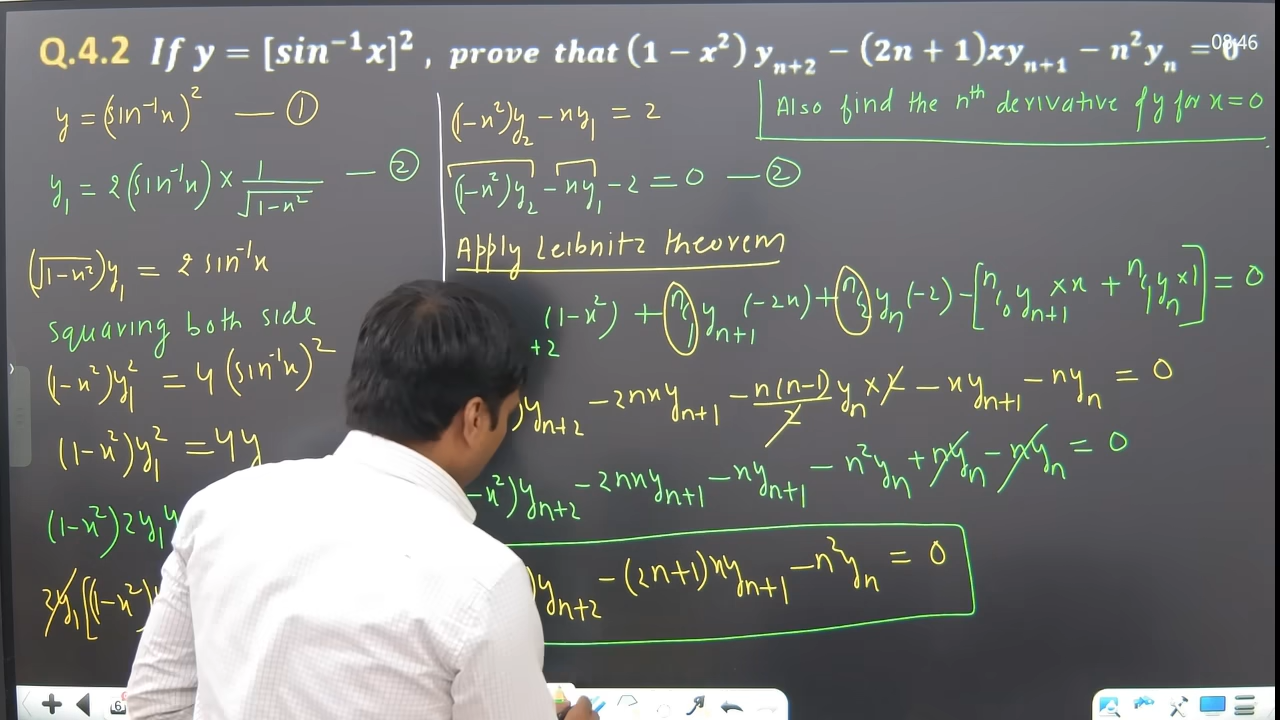 Q.4.2 If y = [sin⁻¹x]², prove that (1 − x²) yₙ₊₂ − (2n + 1)xyₙ₊₁ − n²yₙ = 0
08:46
Also find the nᵗʰ derivative of y for x=0
y = (sin⁻¹x)² — ①
y₁ = 2(sin⁻¹x) × 1/√(1−x²) — ②
(√(1−x²))y₁ = 2 sin⁻¹x
squaring both side
(1−x²)y₁² = 4(sin⁻¹x)²
(1−x²)y₁² = 4y
(1−x²)2y₁y
2y₁[(1−x²)y
(1−x²)y₂ − xy₁ = 2
(1−x²)y₂ − xy₁ − 2 = 0 — ②
Apply Leibnitz theorem
+2 (1−x²) + ⁿC₁ yₙ₊₁(−2x) + ⁿC₂ yₙ(−2) − [ⁿC₀ yₙ₊₁ × x + ⁿC₁ yₙ × 1] = 0
)yₙ₊₂ − 2nxyₙ₊₁ − n(n−1)/2 yₙ × 2 − xyₙ₊₁ − nyₙ = 0
−x²)yₙ₊₂ − 2nxyₙ₊₁ − xyₙ₊₁ − n²yₙ + nyₙ − nyₙ = 0
)yₙ₊₂ − (2n+1)xyₙ₊₁ − n²yₙ = 0
6